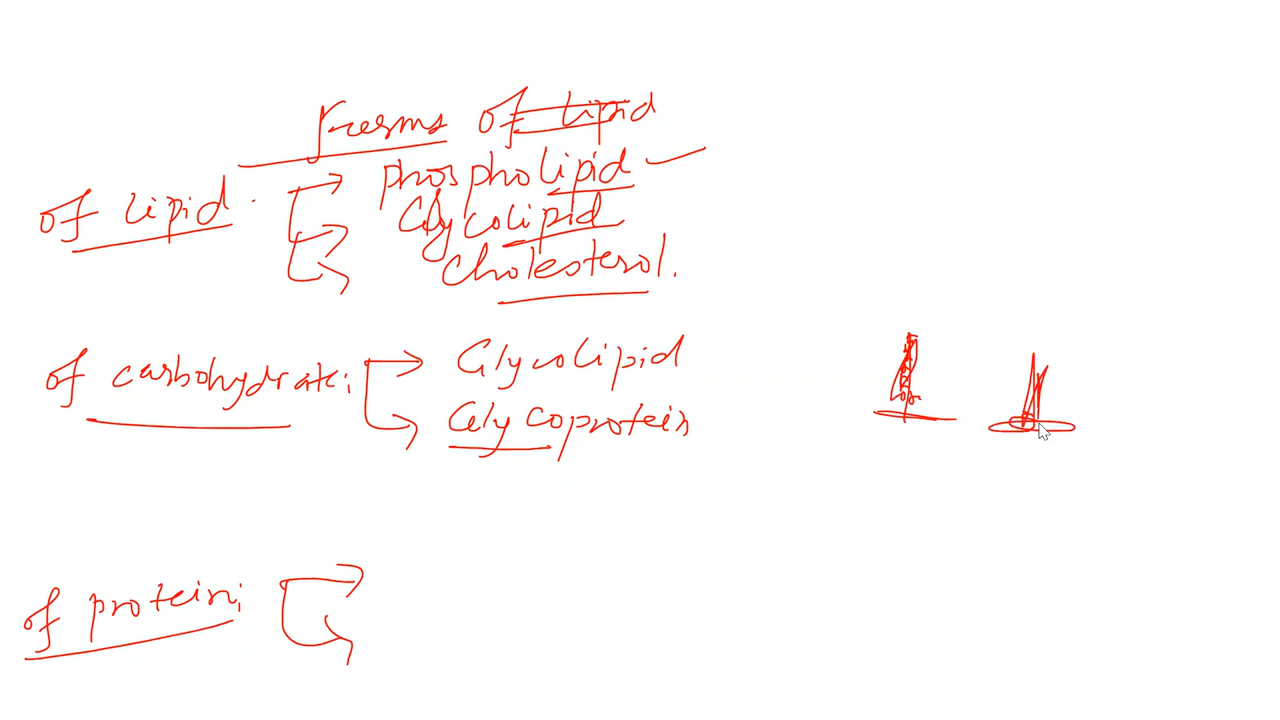 Forms of lipid
of lipid. phospholipid
Glycolipid
cholesterol.
of carbohydrate; Glycolipid
Glycoprotein
of protein;